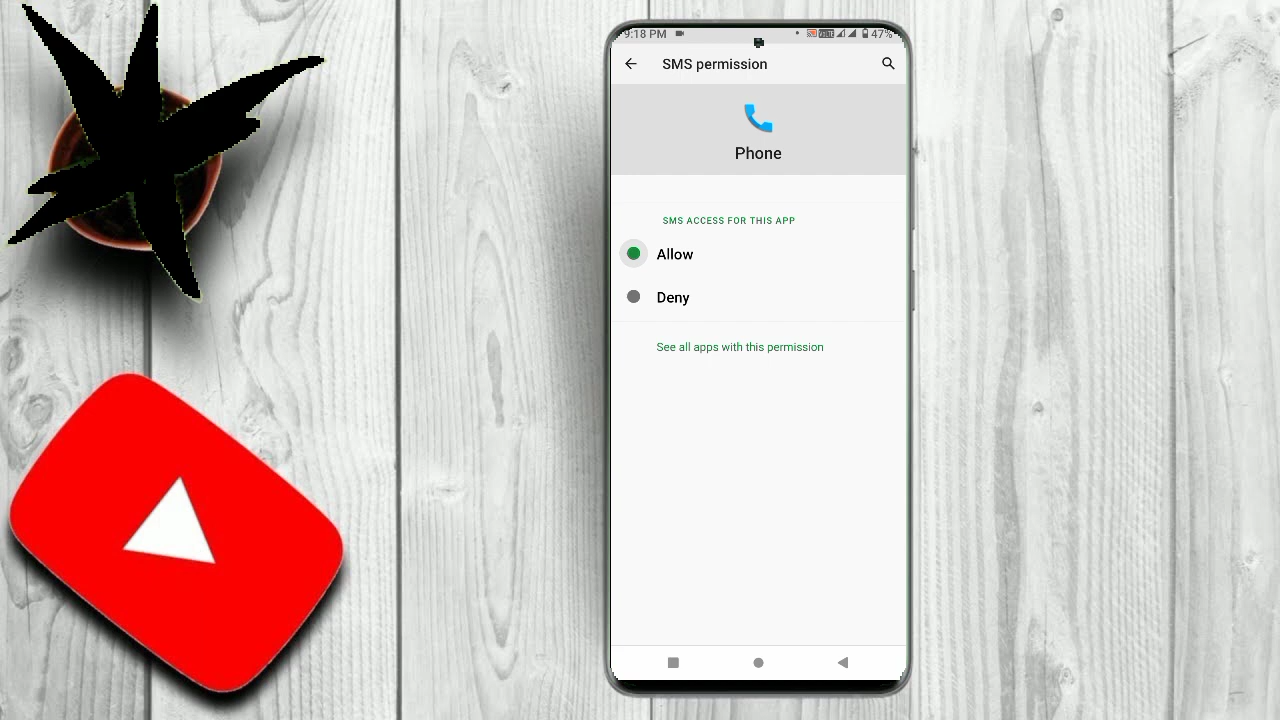 9:18 PM 47%
SMS permission
Phone
SMS ACCESS FOR THIS APP
Allow
Deny
See all apps with this permission